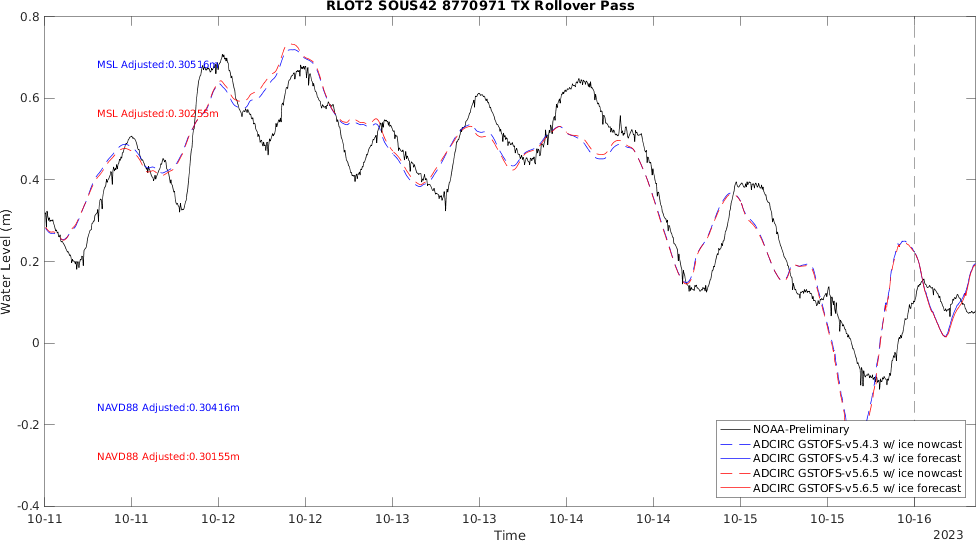 RLOT2 SOUS42 8770971 TX Rollover Pass
Water Level (m)
0.8
0.6
0.4
0.2
0
-0.2
-0.4
MSL Adjusted:0.30516m
MSL Adjusted:0.30255m
NAVD88 Adjusted:0.30416m
NAVD88 Adjusted:0.30155m
NOAA-Preliminary
ADCIRC GSTOFS-v5.4.3 w/ ice nowcast
ADCIRC GSTOFS-v5.4.3 w/ ice forecast
ADCIRC GSTOFS-v5.6.5 w/ ice nowcast
ADCIRC GSTOFS-v5.6.5 w/ ice forecast
10-11 10-11 10-12 10-12 10-13 10-13 10-14 10-14 10-15 10-15 10-16
Time
2023